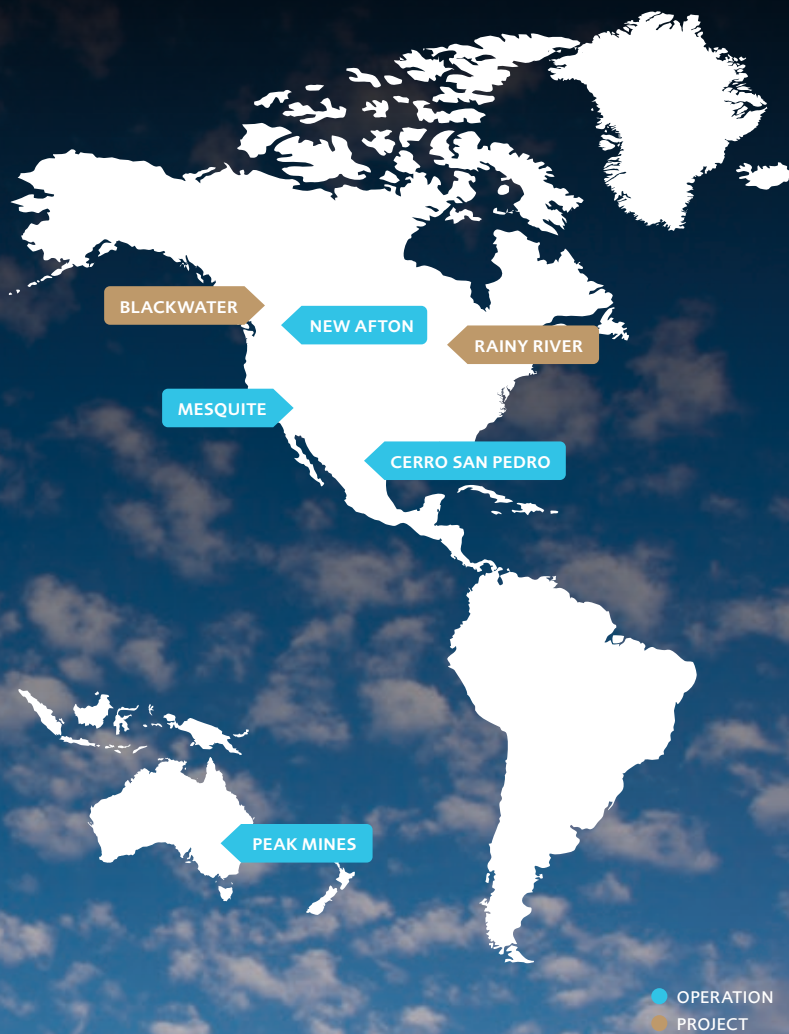 BLACKWATER
NEW AFTON
RAINY RIVER
MESQUITE
CERRO SAN PEDRO
PEAK MINES
OPERATION
PROJECT